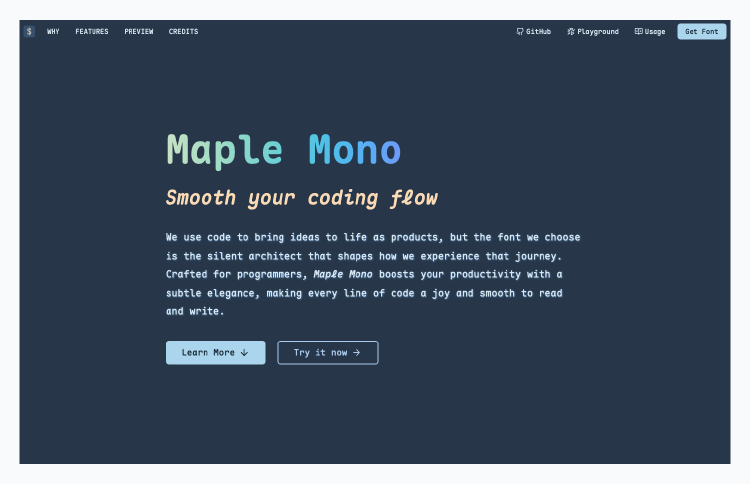 $ WHY FEATURES PREVIEW CREDITS GitHub Playground Usage Get Font
Maple Mono
Smooth your coding flow
We use code to bring ideas to life as products, but the font we choose
is the silent architect that shapes how we experience that journey.
Crafted for programmers, Maple Mono boosts your productivity with a
subtle elegance, making every line of code a joy and smooth to read
and write.
Learn More ↓ Try it now →